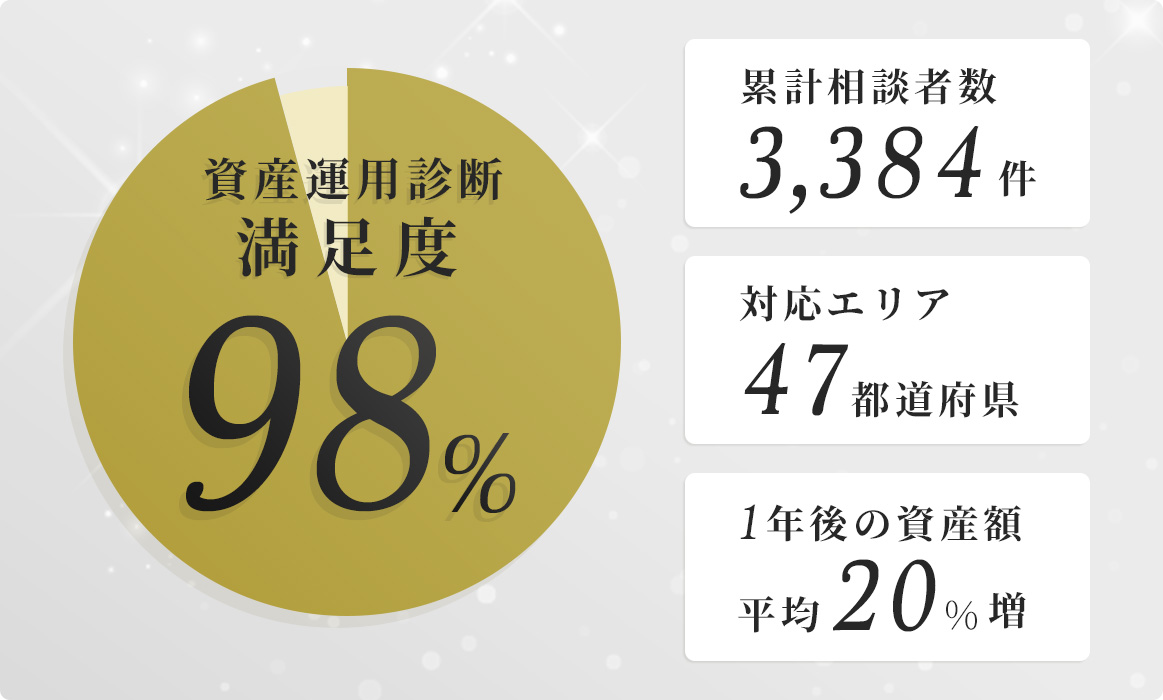 資産運用診断
満足度
98%
累計相談者数
3,384件
対応エリア
47都道府県
1年後の資産額
平均20%増